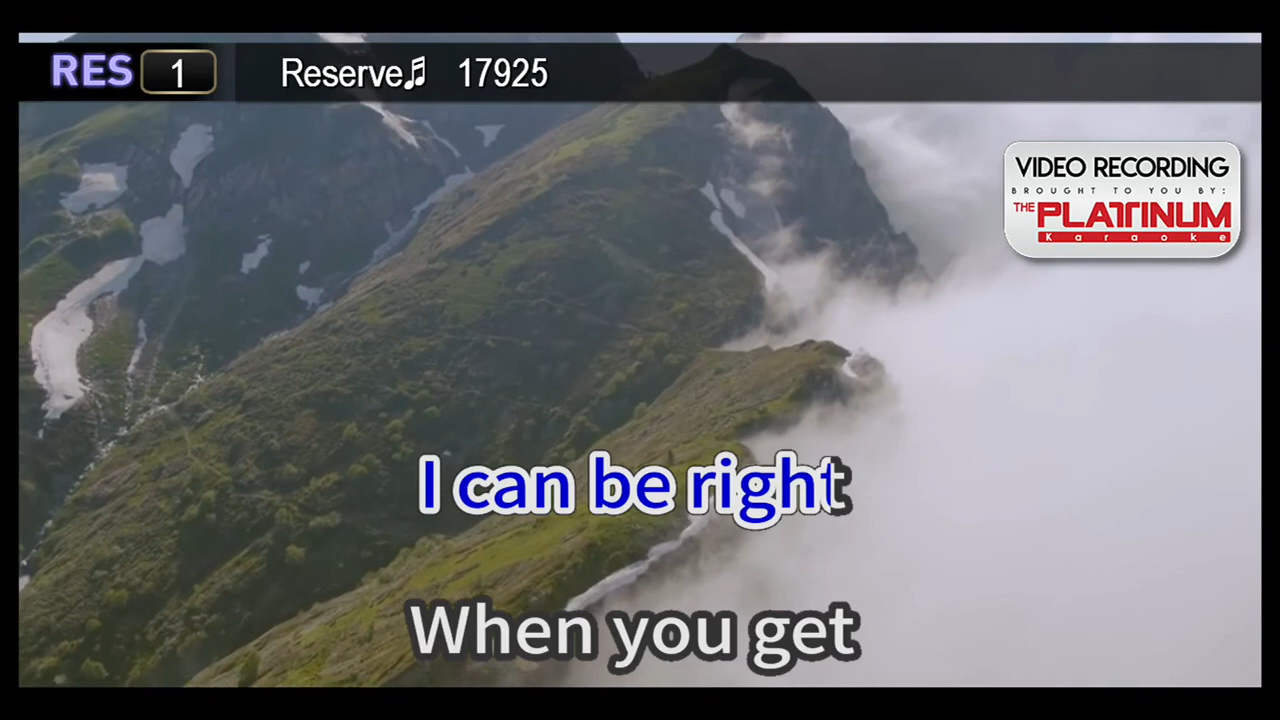 RES 1 Reserve♫ 17925
VIDEO RECORDING
BROUGHT TO YOU BY:
THE PLATINUM
Karaoke
I can be right
When you get